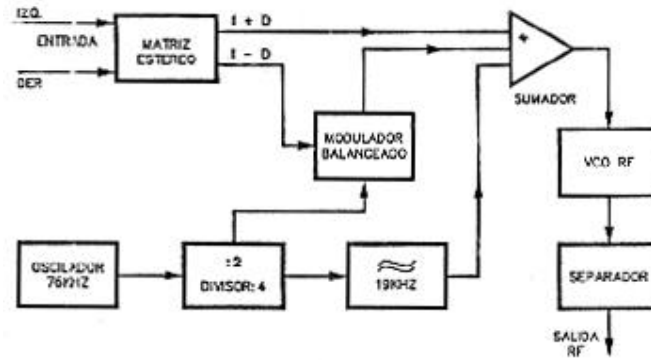 IZQ.
ENTRADA
DER
MATRIZ
ESTEREO
I + D
I - D
+
SUMADOR
MODULADOR
BALANCEADO
VCO RF
OSCILADOR
76KHZ
:2
DIVISOR: 4
19KHZ
SEPARADOR
SALIDA
RF